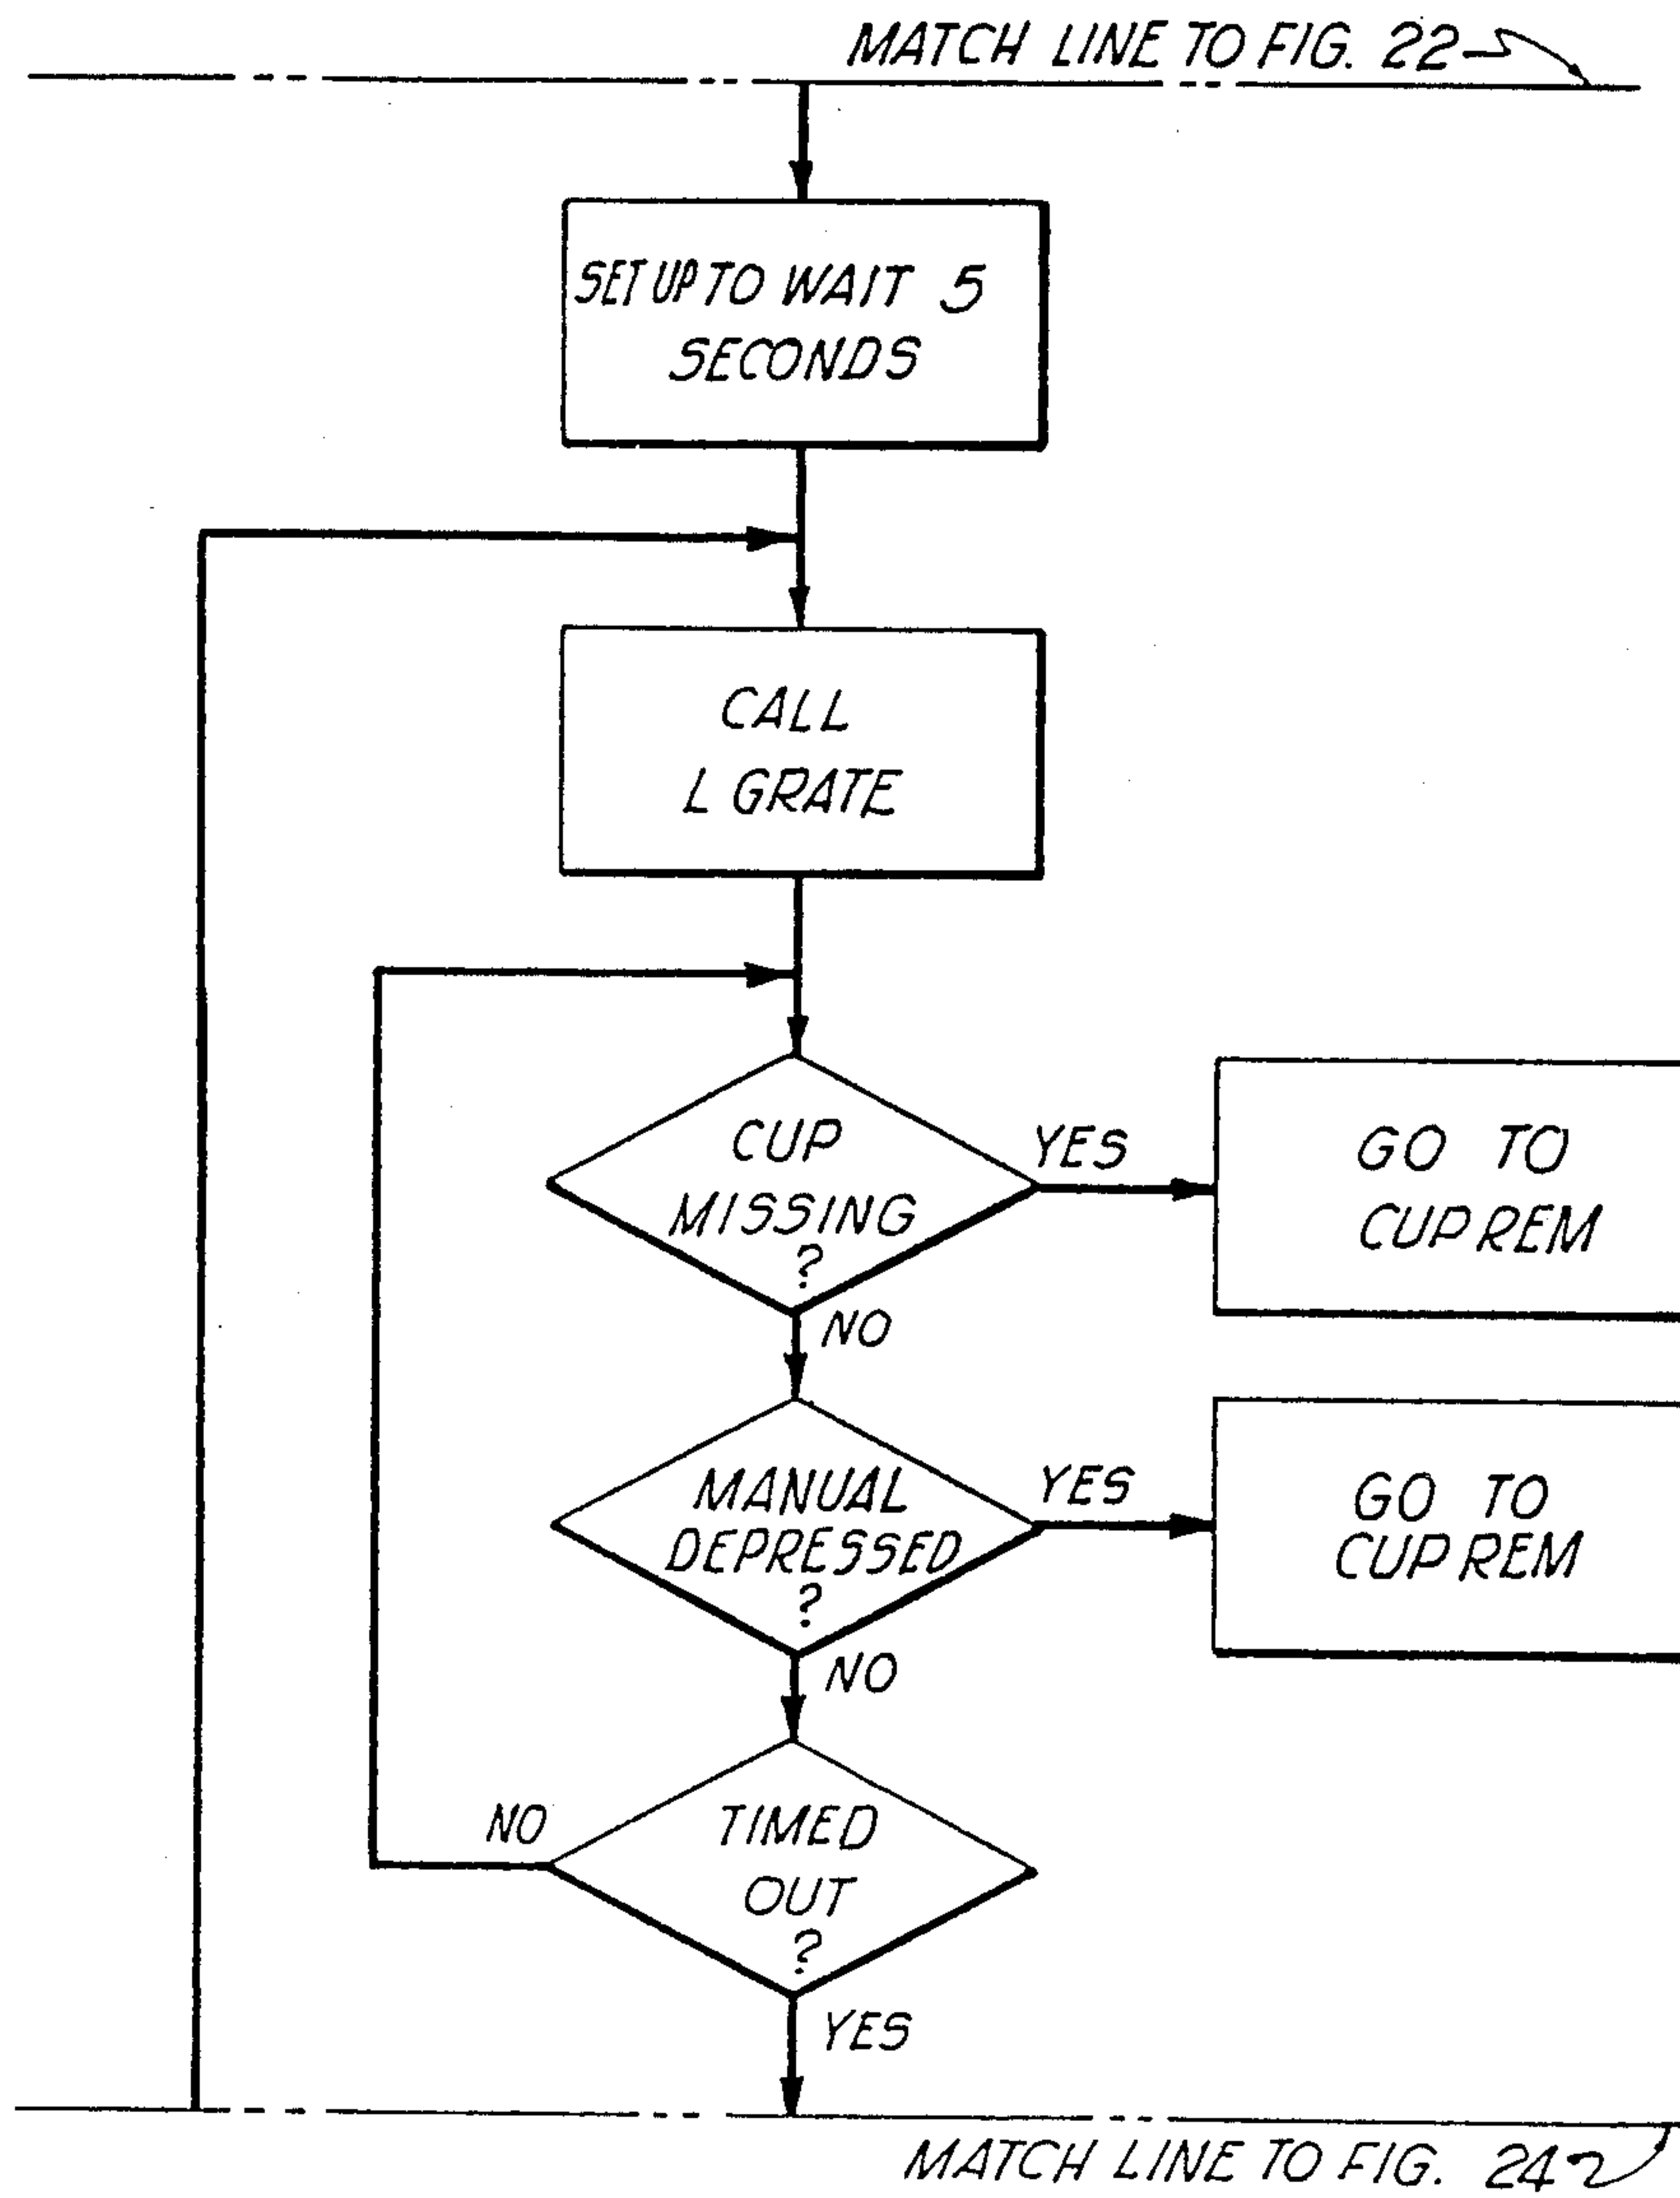 MATCH LINE TO FIG. 22
SET UP TO WAIT 5
SECONDS
CALL
L GRATE
CUP
MISSING
?
YES
GO TO
CUP REM
NO
MANUAL
DEPRESSED
?
YES
GO TO
CUP REM
NO
TIMED
OUT
?
NO
YES
MATCH LINE TO FIG. 24